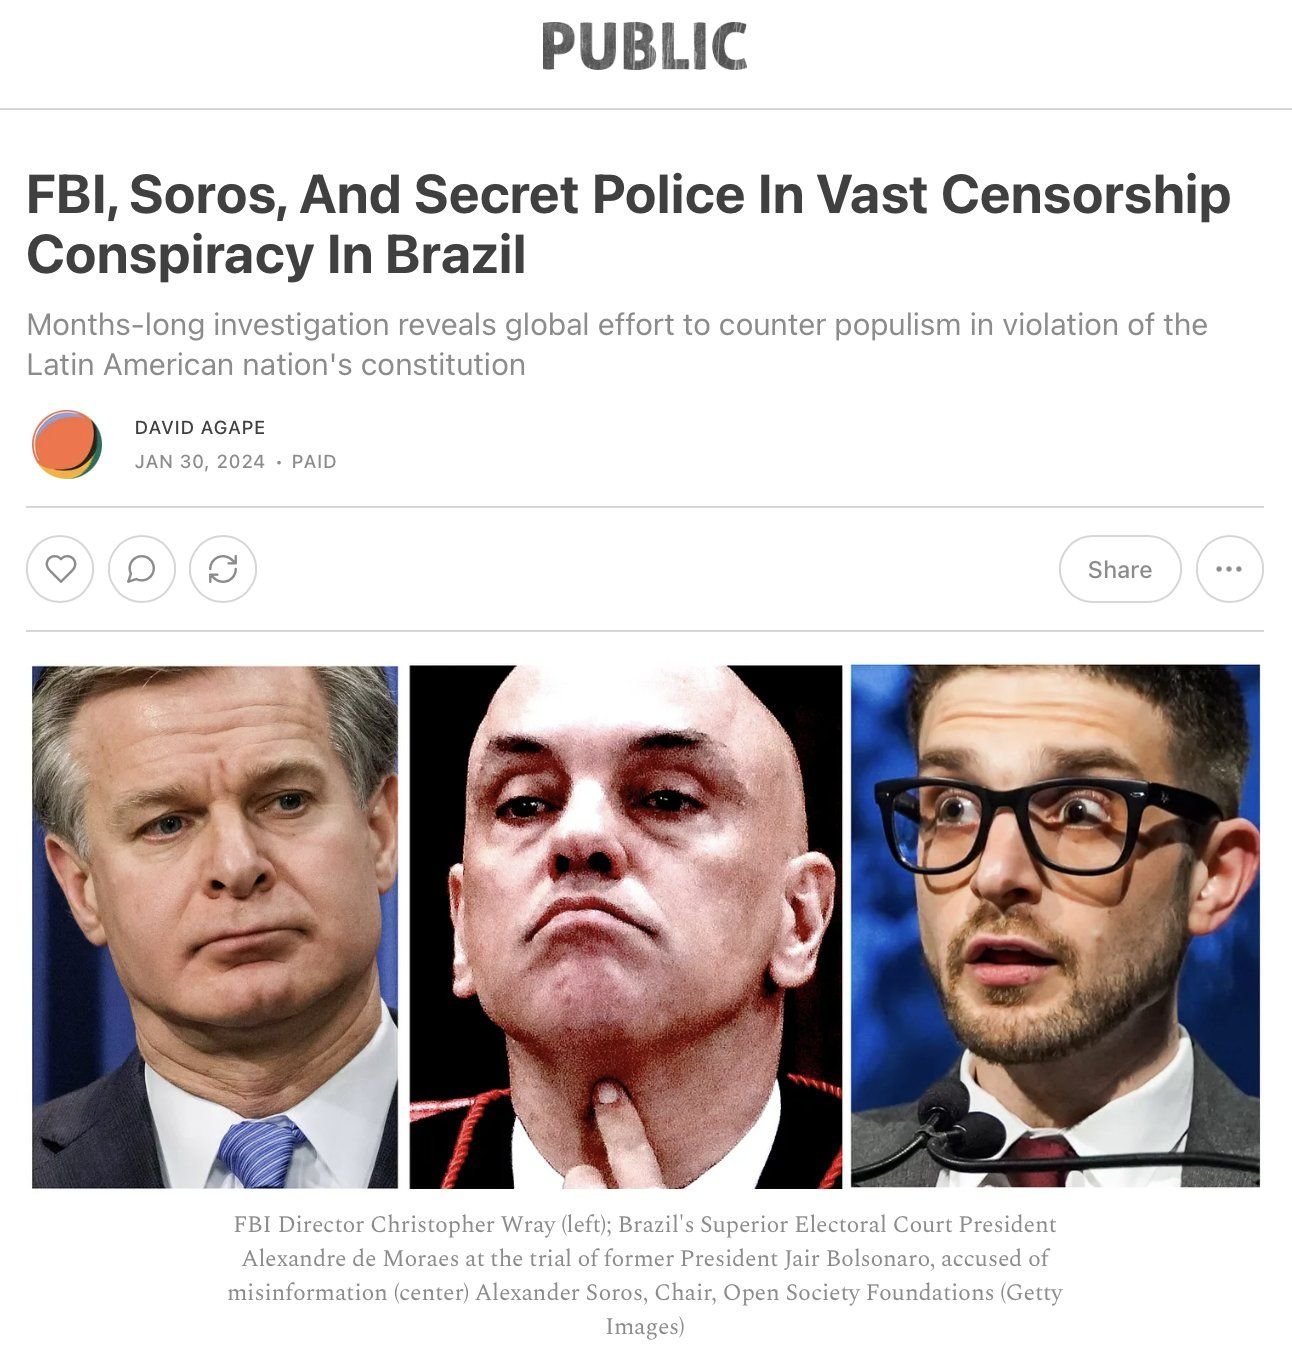 PUBLIC
FBI, Soros, And Secret Police In Vast Censorship
Conspiracy In Brazil
Months-long investigation reveals global effort to counter populism in violation of the
Latin American nation's constitution
DAVID AGAPE
JAN 30, 2024 • PAID
Share
FBI Director Christopher Wray (left); Brazil's Superior Electoral Court President
Alexandre de Moraes at the trial of former President Jair Bolsonaro, accused of
misinformation (center) Alexander Soros, Chair, Open Society Foundations (Getty
Images)